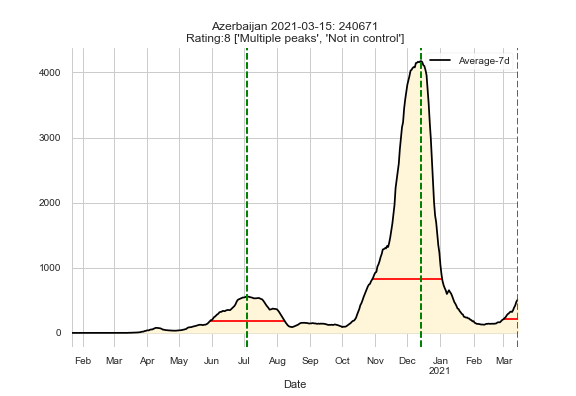 Azerbaijan 2021-03-15: 240671
Rating:8 ['Multiple peaks', 'Not in control']
Average-7d
4000
3000
2000
1000
0
Feb Mar Apr May Jun Jul Aug Sep Oct Nov Dec Jan Feb Mar
2021
Date